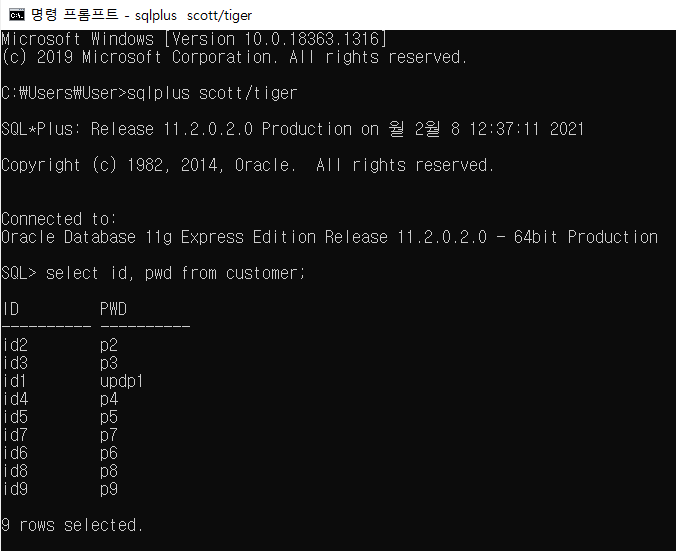 명령 프롬프트 - sqlplus scott/tiger
Microsoft Windows [Version 10.0.18363.1316]
(c) 2019 Microsoft Corporation. All rights reserved.
C:₩Users₩User>sqlplus scott/tiger
SQL*Plus: Release 11.2.0.2.0 Production on 월 2월 8 12:37:11 2021
Copyright (c) 1982, 2014, Oracle.  All rights reserved.
Connected to:
Oracle Database 11g Express Edition Release 11.2.0.2.0 - 64bit Production
SQL> select id, pwd from customer;
ID         PWD
---------- ----------
id2        p2
id3        p3
id1        updp1
id4        p4
id5        p5
id7        p7
id6        p6
id8        p8
id9        p9
9 rows selected.